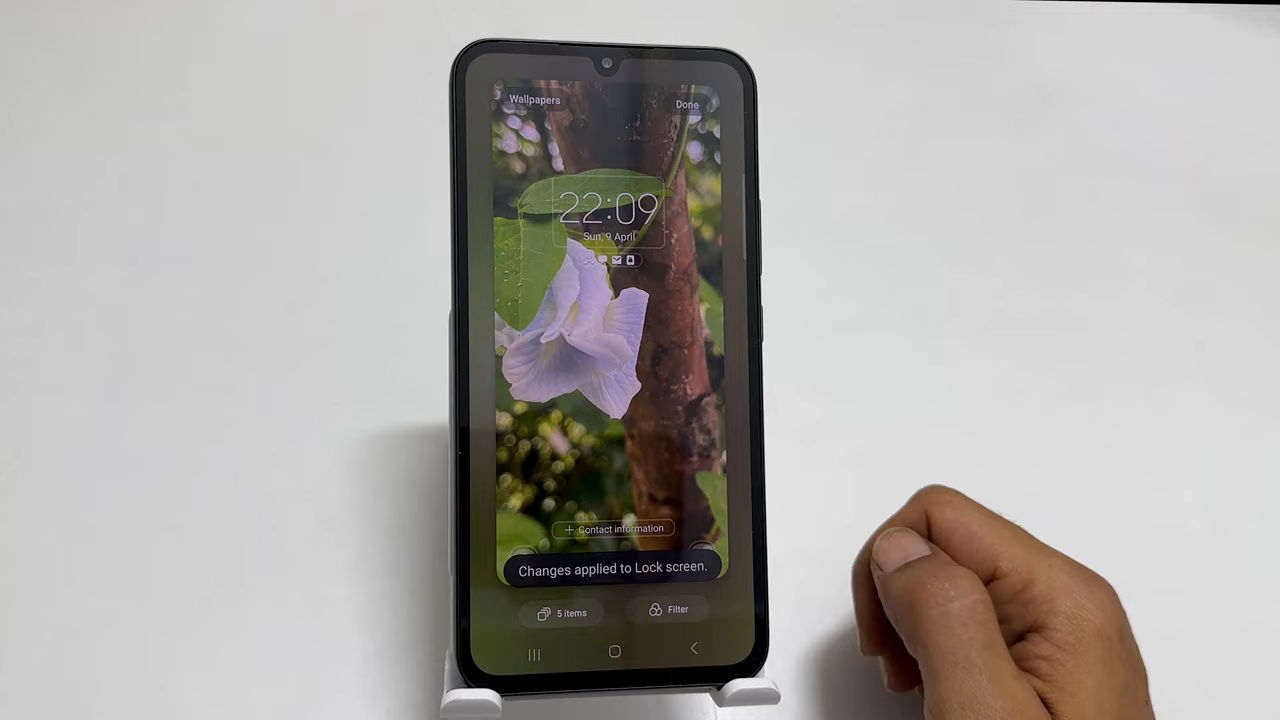 Wallpapers
Done
22:09
Sun, 9 April
+ Contact information
Changes applied to Lock screen.
5 items
Filter